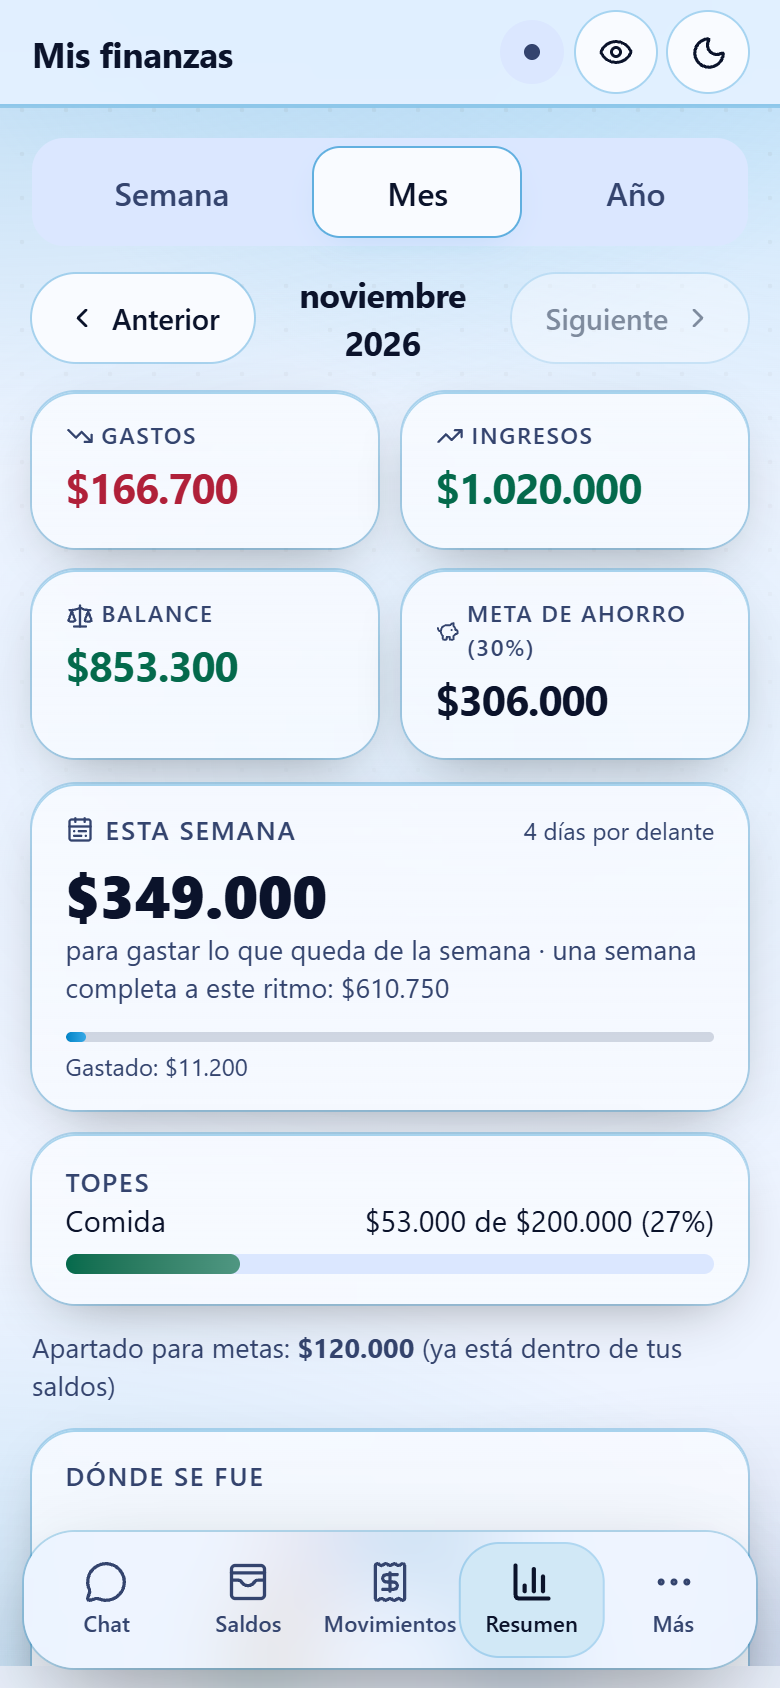 Mis finanzas
Semana
Mes
Año
Anterior
noviembre
2026
Siguiente
GASTOS
$166.700
INGRESOS
$1.020.000
BALANCE
$853.300
META DE AHORRO
(30%)
$306.000
ESTA SEMANA
4 días por delante
$349.000
para gastar lo que queda de la semana · una semana
completa a este ritmo: $610.750
Gastado: $11.200
TOPES
Comida
$53.000 de $200.000 (27%)
Apartado para metas: $120.000 (ya está dentro de tus
saldos)
DÓNDE SE FUE
Chat
Saldos
Movimientos
Resumen
Más